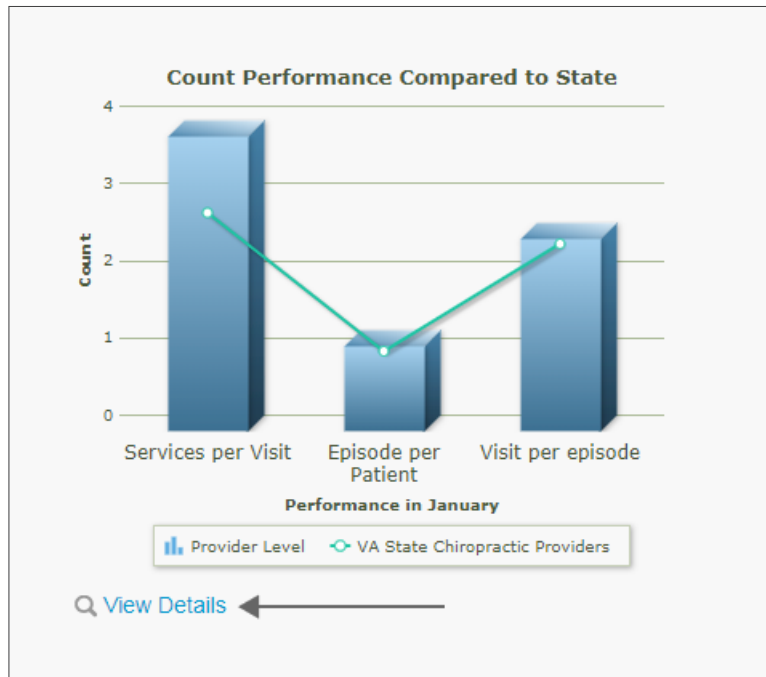 Count Performance Compared to State
4
3
2
1
0
Count
Services per Visit
Episode per
Patient
Visit per episode
Performance in January
Provider Level
VA State Chiropractic Providers
View Details